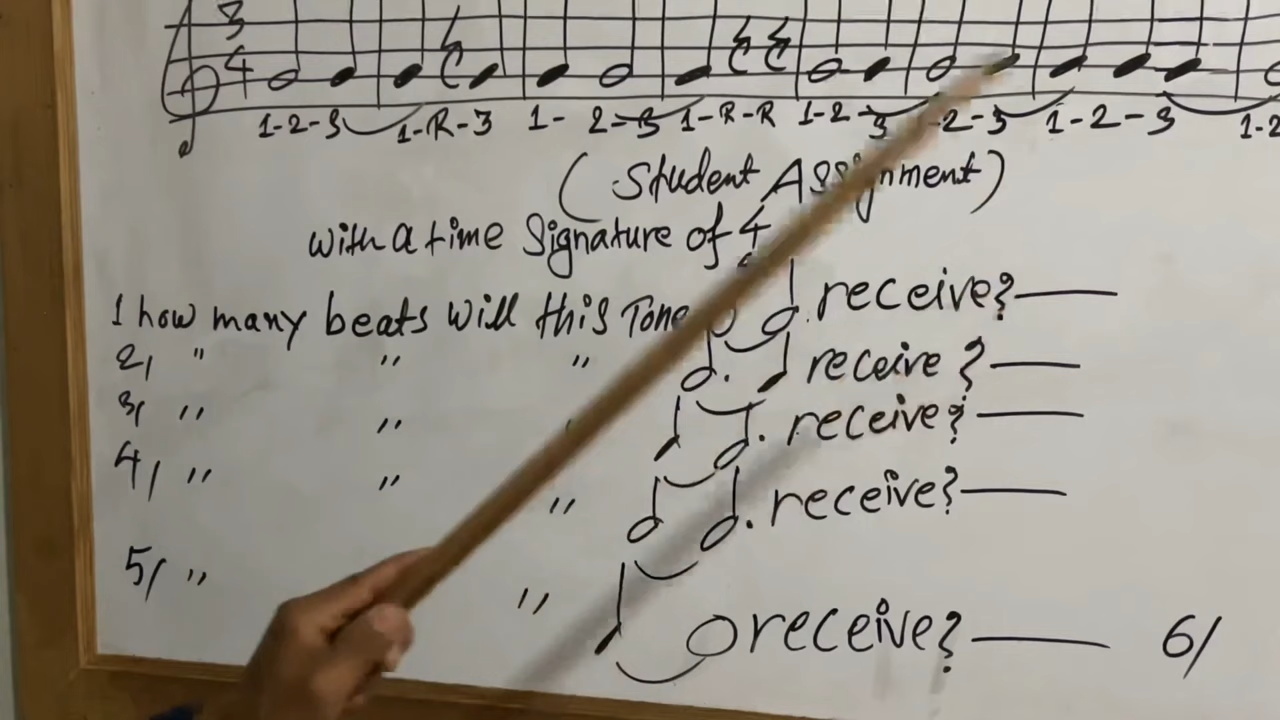 3
4
1-2-3 1-R-3 1- 2-3 1-R-R 1-2-3 -2-3 1-2-3 1-2
(Student Assignment)
with a time Signature of 4
1 how many beats will this Tone receive?
2, " " " receive?
3/ " " " receive?
4/ " " " receive?
5/ " " receive? 6/